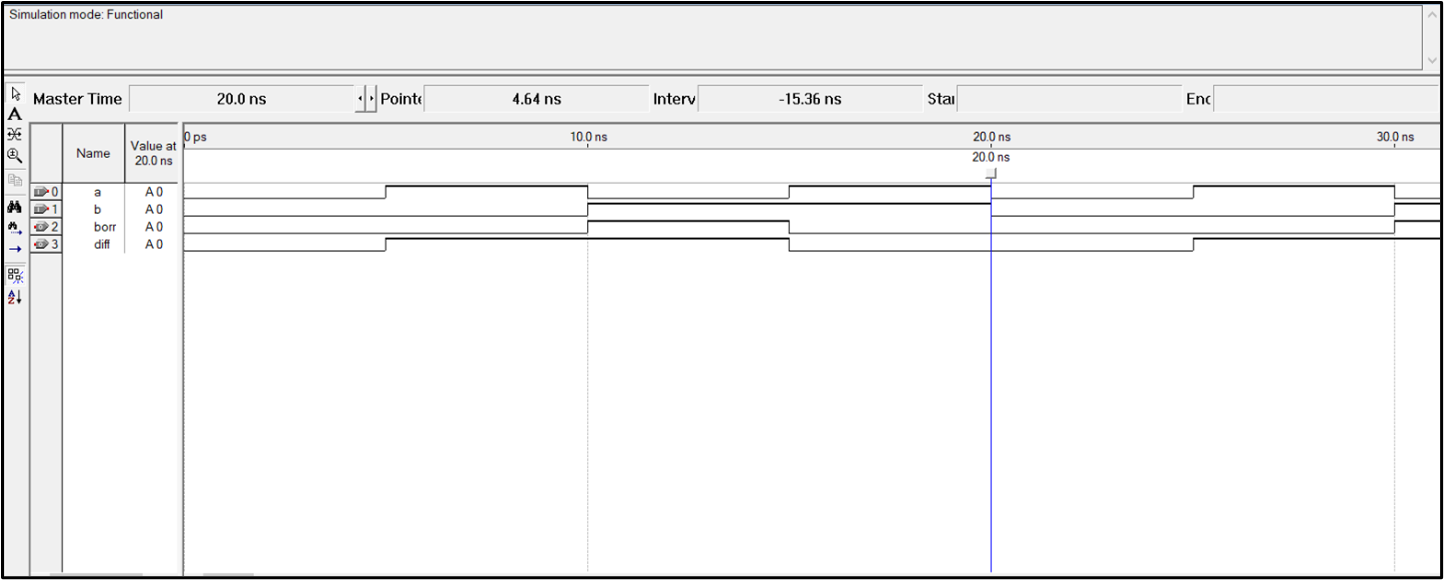 Simulation mode: Functional
Master Time 20.0 ns Pointe 4.64 ns Interv -15.36 ns Star End
0 ps 10.0 ns 20.0 ns 30.0 ns
Name Value at 20.0 ns 20.0 ns
0 a A 0
1 b A 0
2 borr A 0
3 diff A 0